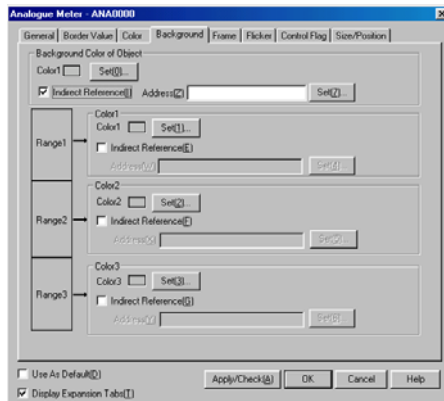 Analogue Meter - ANA0000
General Border Value Color Background Frame Flicker Control Flag Size/Position
Background Color of Object
Color1 Set(0)...
Indirect Reference(I) Address(Z) Set(Z)...
Range1
Color1
Color1 Set(1)...
Indirect Reference(E)
Address(W) Set(4)...
Range2
Color2
Color2 Set(2)...
Indirect Reference(F)
Address(X) Set(5)...
Range3
Color3
Color3 Set(3)...
Indirect Reference(G)
Address(Y) Set(6)...
Use As Default(D)
Apply/Check(A) OK Cancel Help
Display Expansion Tabs(T)